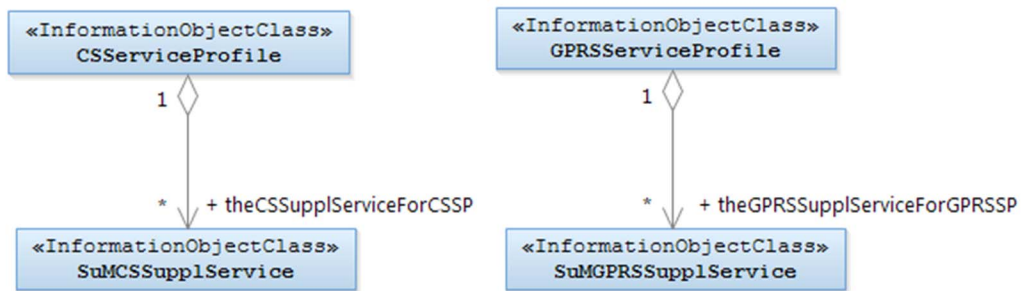 «InformationObjectClass»
CSServiceProfile
1
*
+ theCSSupplServiceForCSSP
«InformationObjectClass»
SuMCSSupplService
«InformationObjectClass»
GPRSServiceProfile
1
*
+ theGPRSSupplServiceForGPRSSP
«InformationObjectClass»
SuMGPRSSupplService